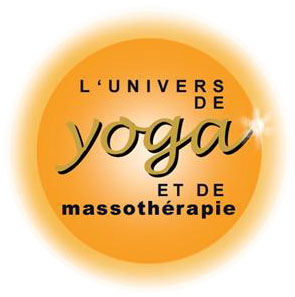 L'UNIVERS
DE
yoga
ET DE
massothérapie